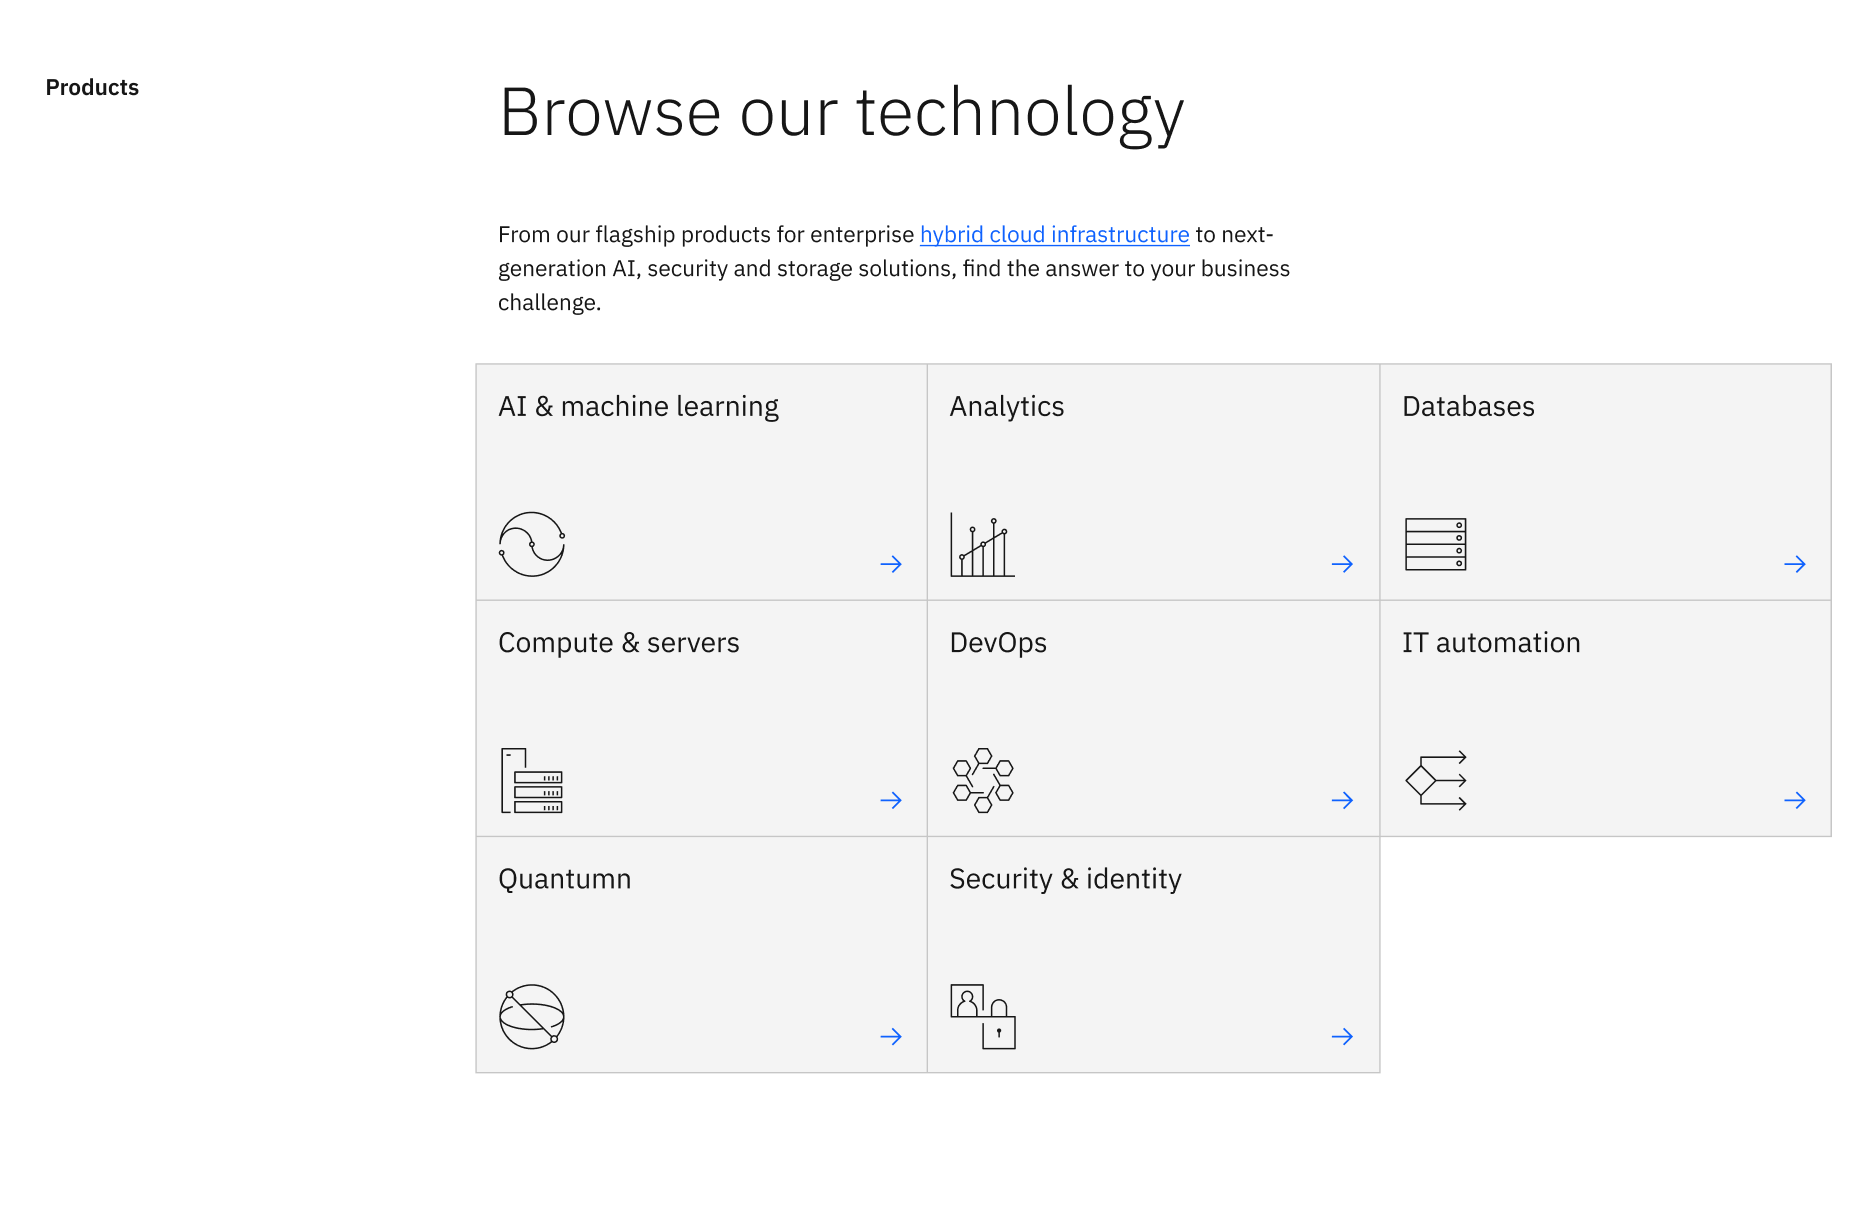 Products
Browse our technology
From our flagship products for enterprise hybrid cloud infrastructure to next-
generation AI, security and storage solutions, find the answer to your business
challenge.
AI & machine learning
Analytics
Databases
Compute & servers
DevOps
IT automation
Quantumn
Security & identity